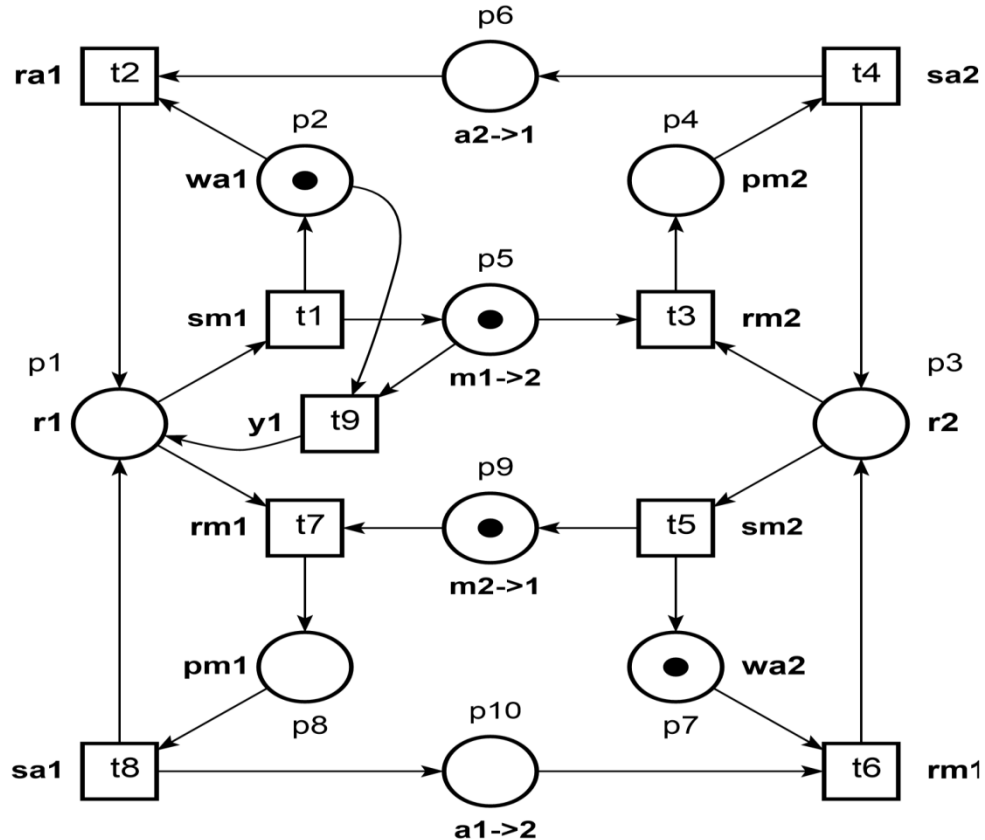 p6
ra1 t2 t4 sa2
p2 a2->1 p4
wa1 pm2
p5
sm1 t1 t3 rm2
p1 m1->2 p3
r1 y1 t9 r2
p9
rm1 t7 t5 sm2
m2->1
pm1 wa2
p8 p10 p7
sa1 t8 t6 rm1
a1->2